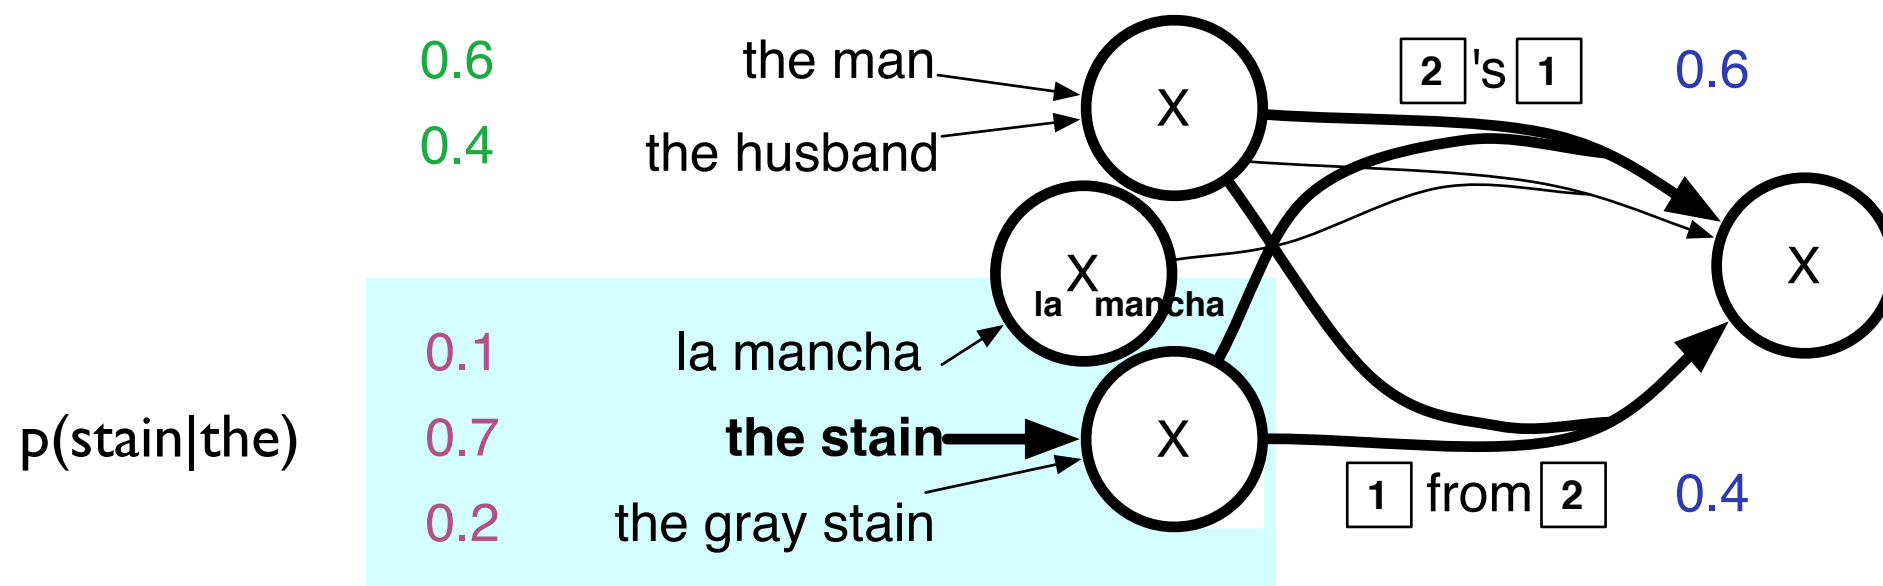 0.6 the man X 2 's 1 0.6
0.4 the husband
X X
la mancha
0.1 la mancha
p(stain|the) 0.7 the stain X
1 from 2 0.4
0.2 the gray stain